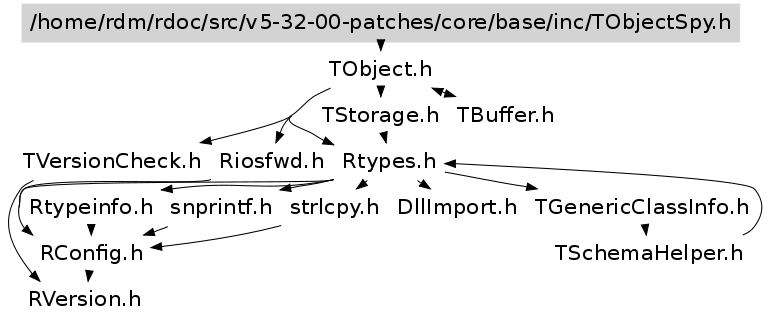 /home/rdm/rdoc/src/v5-32-00-patches/core/base/inc/TObjectSpy.h
TObject.h
TStorage.h TBuffer.h
TVersionCheck.h Riosfwd.h Rtypes.h
Rtypeinfo.h snprintf.h strlcpy.h DllImport.h TGenericClassInfo.h
RConfig.h TSchemaHelper.h
RVersion.h